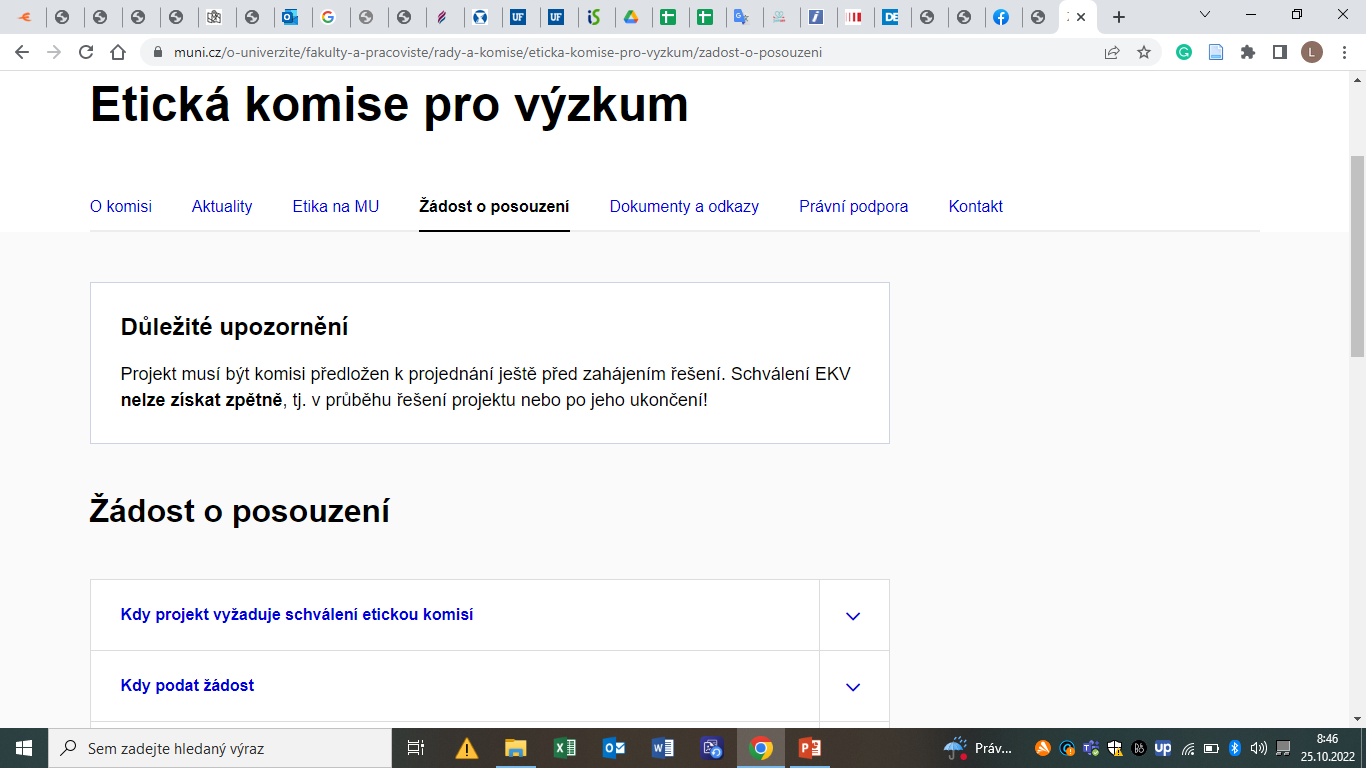 muni.cz/o-univerzite/fakulty-a-pracoviste/rady-a-komise/eticka-komise-pro-vyzkum/zadost-o-posouzeni
L
Etická komise pro výzkum
O komisi Aktuality Etika na MU Žádost o posouzení Dokumenty a odkazy Právní podpora Kontakt
Důležité upozornění
Projekt musí být komisi předložen k projednání ještě před zahájením řešení. Schválení EKV
nelze získat zpětně, tj. v průběhu řešení projektu nebo po jeho ukončení!
Žádost o posouzení
Kdy projekt vyžaduje schválení etickou komisí
Kdy podat žádost
Sem zadejte hledaný výraz
Práv...
8:46
25.10.2022